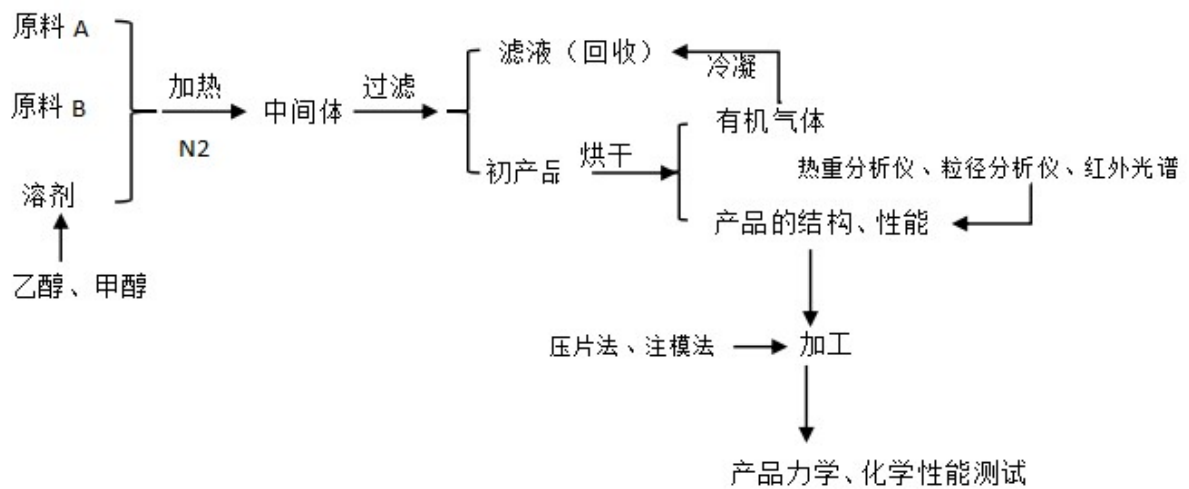 原料 A
原料 B
溶剂
乙醇、甲醇
加热
N2
中间体
过滤
滤液（回收）
冷凝
有机气体
初产品
烘干
热重分析仪、粒径分析仪、红外光谱
产品的结构、性能
压片法、注模法
加工
产品力学、化学性能测试